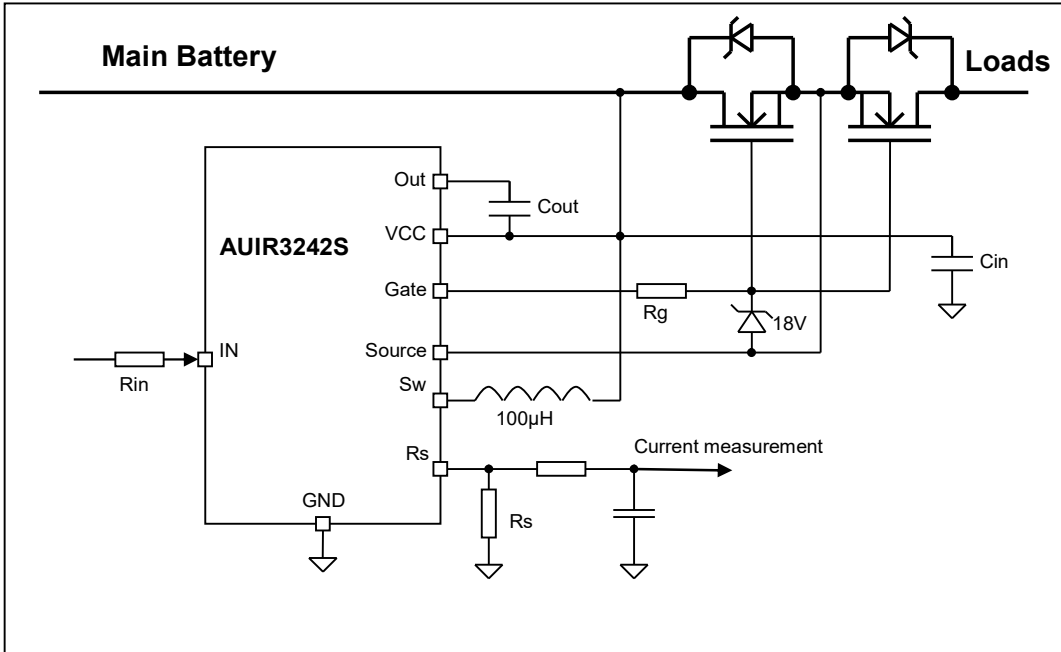 Main Battery
Loads
Out
Cout
VCC
AUIR3242S
Cin
Gate
Rg
18V
Source
IN
Rin
Sw
100µH
Rs
Current measurement
GND
Rs